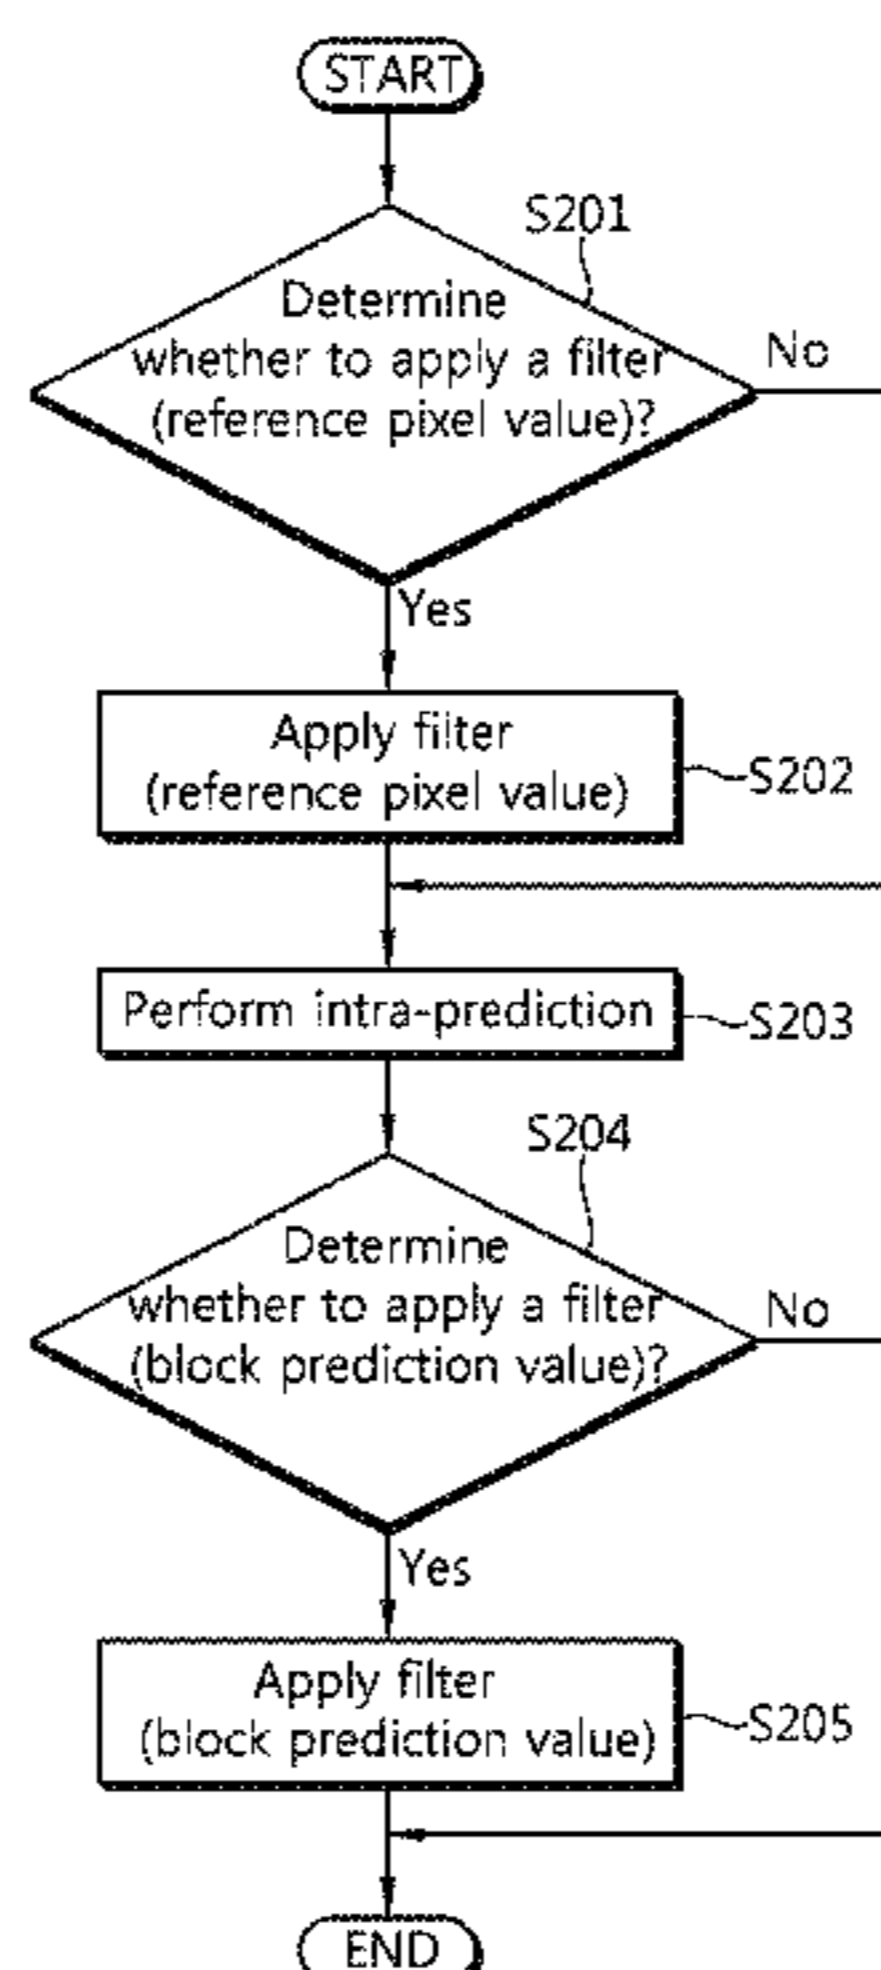 START
S201
Determine
whether to apply a filter
(reference pixel value)?
No
Yes
Apply filter
(reference pixel value)
S202
Perform intra-prediction
S203
S204
Determine
whether to apply a filter
(block prediction value)?
No
Yes
Apply filter
(block prediction value)
S205
END